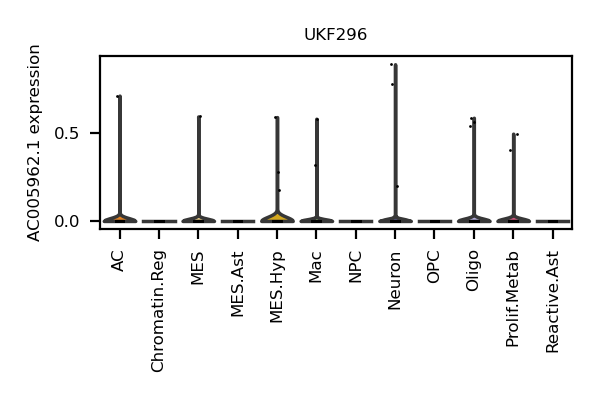 UKF296
AC005962.1 expression
0.5
0.0
AC
Chromatin.Reg
MES
MES.Ast
MES.Hyp
Mac
NPC
Neuron
OPC
Oligo
Prolif.Metab
Reactive.Ast